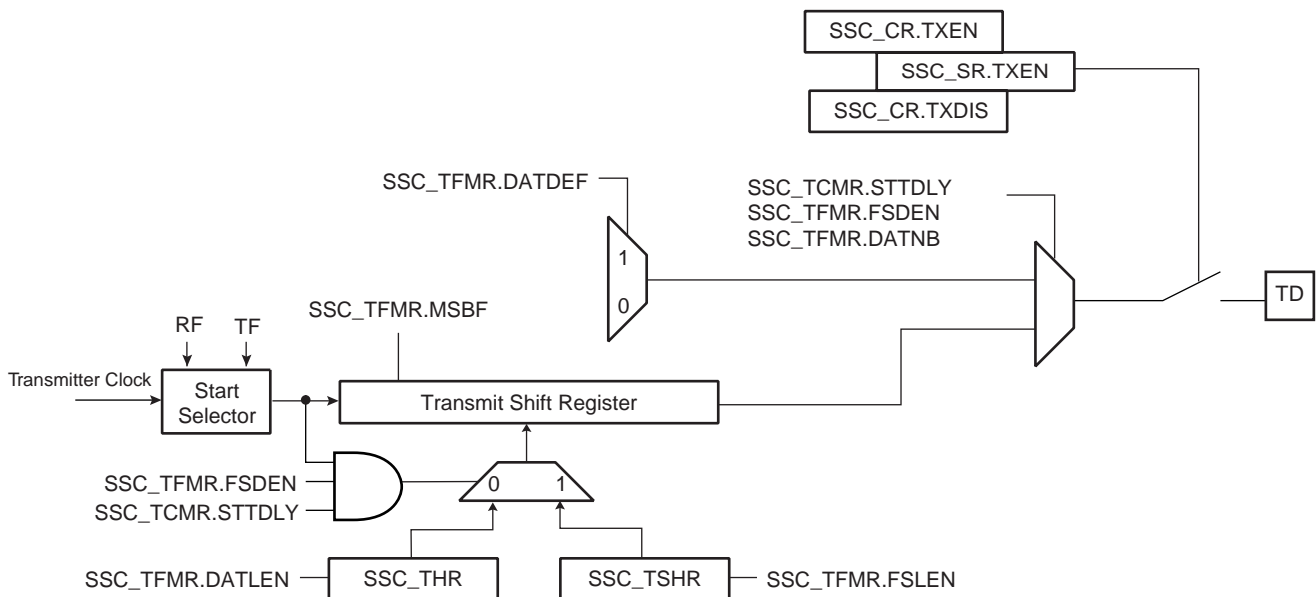 SSC_CR.TXEN
SSC_SR.TXEN
SSC_CR.TXDIS
SSC_TFMR.DATDEF
SSC_TCMR.STTDLY
SSC_TFMR.FSDEN
SSC_TFMR.DATNB
1
0
TD
SSC_TFMR.MSBF
RF TF
Transmitter Clock
Start
Selector
Transmit Shift Register
SSC_TFMR.FSDEN
SSC_TCMR.STTDLY
0 1
SSC_TFMR.DATLEN
SSC_THR
SSC_TSHR
SSC_TFMR.FSLEN